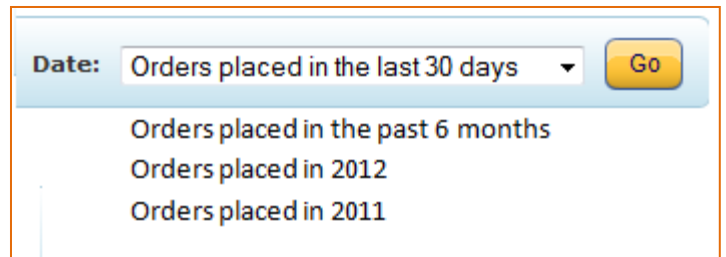 Date: Orders placed in the last 30 days Go
Orders placed in the past 6 months
Orders placed in 2012
Orders placed in 2011